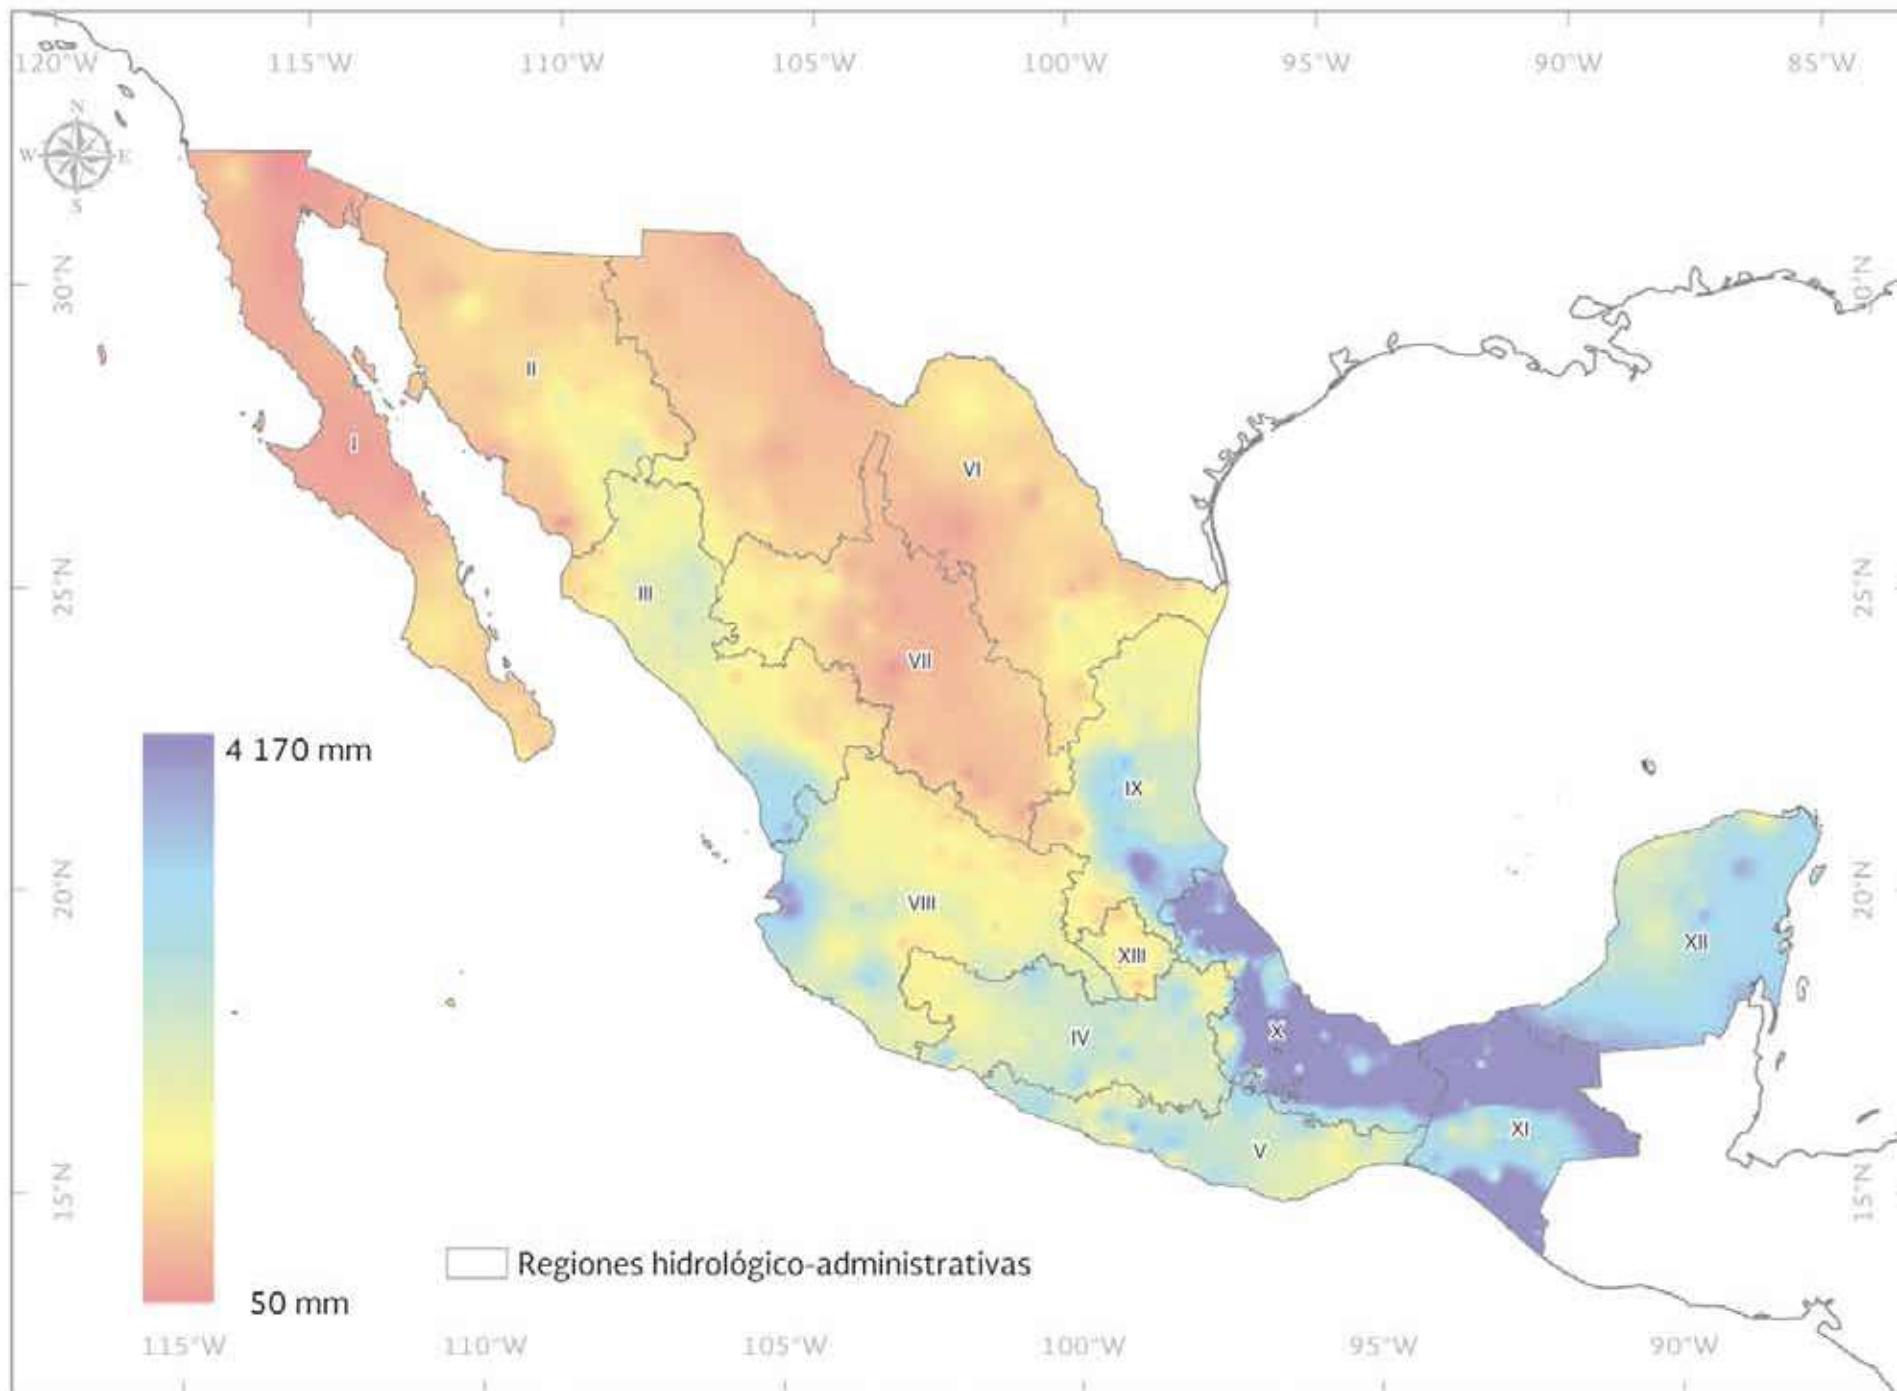 120°W 115°W 110°W 105°W 100°W 95°W 90°W 85°W
N
W E
S
30°N 30°N
II
I
VI
25°N 25°N
III
VII
4 170 mm
IX
20°N 20°N
VIII
XII
XIII
X
IV
XI
V
15°N 15°N
Regiones hidrológico-administrativas
50 mm
115°W 110°W 105°W 100°W 95°W 90°W